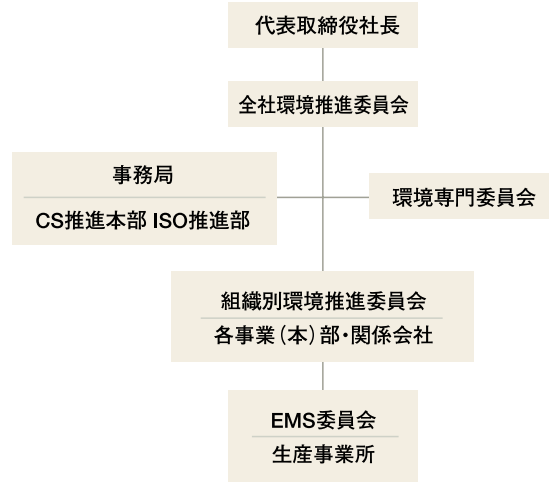 代表取締役社長
全社環境推進委員会
事務局
CS推進本部 ISO推進部
環境専門委員会
組織別環境推進委員会
各事業(本)部・関係会社
EMS委員会
生産事業所